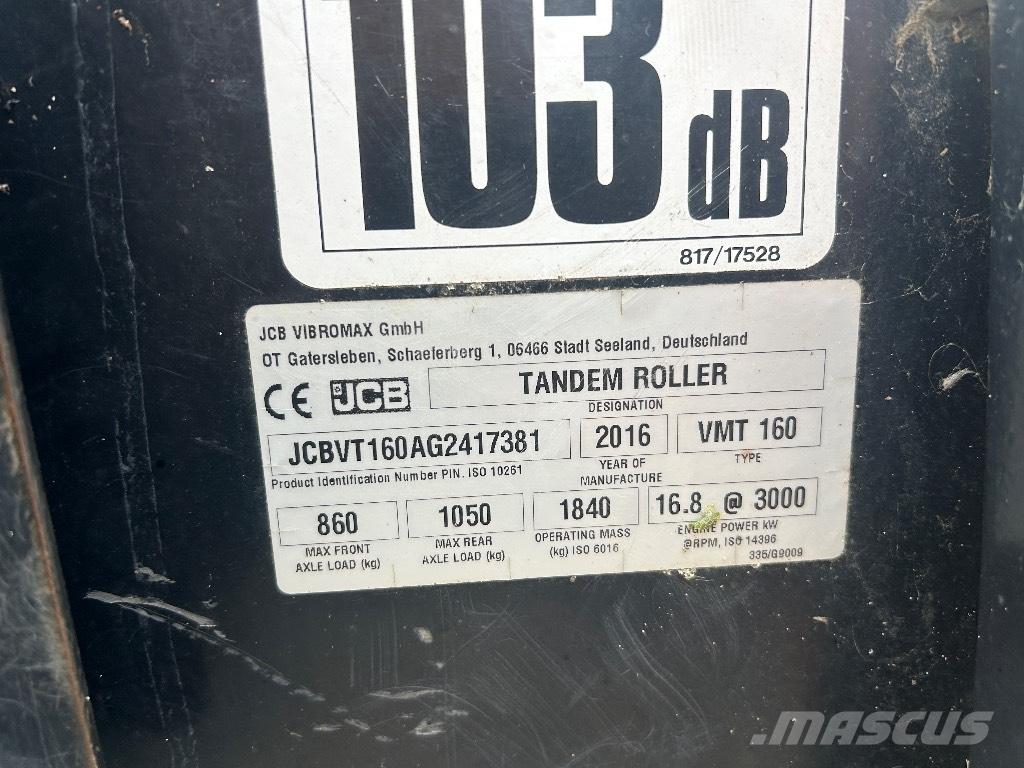 103 dB
817/17528
JCB VIBROMAX GmbH
OT Gatersleben, Schaeferberg 1, 06466 Stadt Seeland, Deutschland
CE JCB TANDEM ROLLER
DESIGNATION
JCBVT160AG2417381 2016 VMT 160
Product Identification Number PIN. ISO 10261 YEAR OF MANUFACTURE TYPE
860 1050 1840 16.8 @ 3000
MAX FRONT AXLE LOAD (kg) MAX REAR AXLE LOAD (kg) OPERATING MASS (kg) ISO 6016 ENGINE POWER kW @RPM, ISO 14396
335/G9009
MASCUS